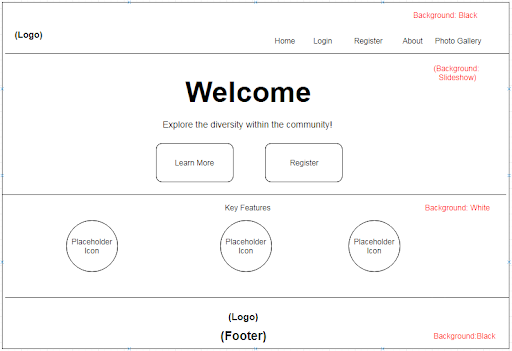 Background: Black
(Logo)
Home Login Register About Photo Gallery
(Background;
Slideshow)
Welcome
Explore the diversity within the community!
Learn More Register
Key Features
Background: White
Placeholder
Icon
Placeholder
Icon
Placeholder
Icon
(Logo)
(Footer)
Background:Black